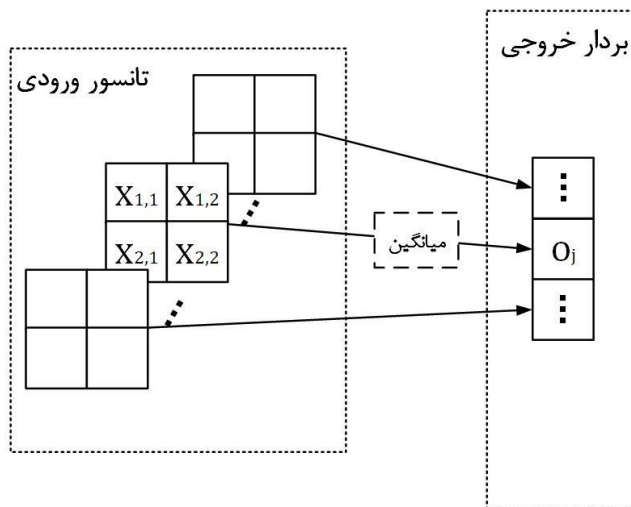 بردار خروجی
تانسور ورودی
X1,1 X1,2
X2,1 X2,2
میانگین
Oj